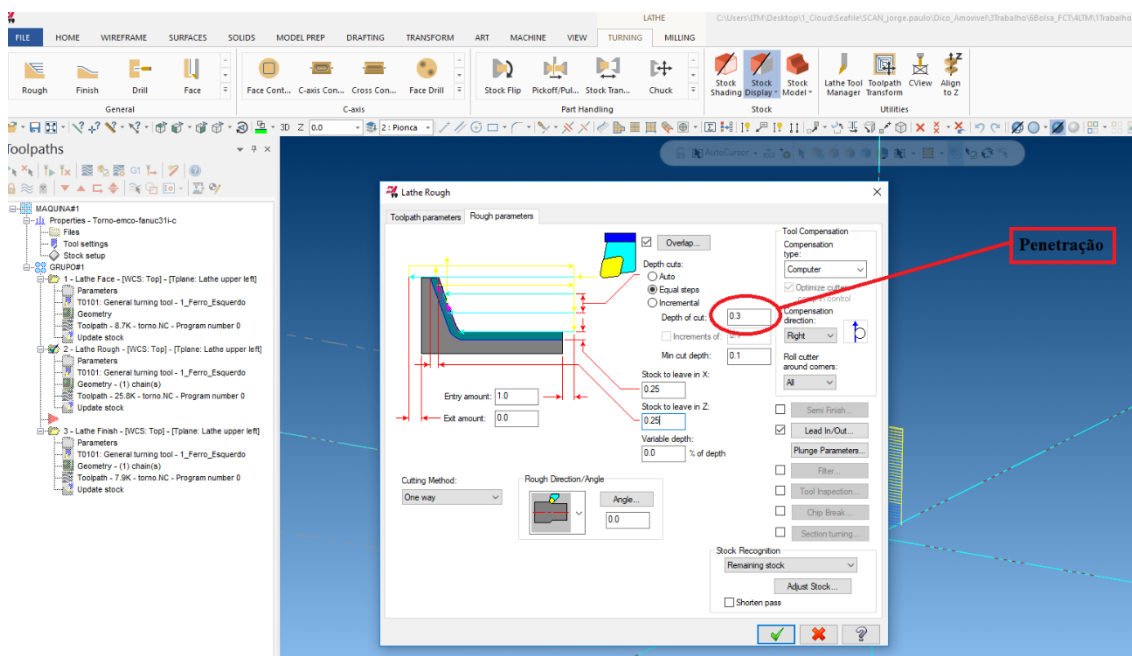 LATHE
C:\Users\ITM\Desktop\1_Cloud\Seafile\SCAN_jorge.paulo\Dico_Amovivel\3Trabalho\6Bolsa_FCT\4LTM\1Trabalho
FILE HOME WIREFRAME SURFACES SOLIDS MODEL PREP DRAFTING TRANSFORM ART MACHINE VIEW TURNING MILLING
Rough Finish Drill Face Face Cont... C-axis Con... Cross Con... Face Drill Stock Flip Pickoff/Pul... Stock Tran... Chuck Stock Shading Stock Display Stock Model Lathe Tool Manager Toolpath Transform CView Align to Z
General C-axis Part Handling Stock Utilities
3D Z 0.0 2 : Pionca
Toolpaths
AutoCursor
G1
MAQUINA#1
Properties - Torno-emco-fanuc31i-c
Files
Tool settings
Stock setup
GRUPO#1
1 - Lathe Face - [WCS: Top] - [Tplane: Lathe upper left]
Parameters
T0101: General turning tool - 1_Ferro_Esquerdo
Geometry
Toolpath - 8.7K - torno.NC - Program number 0
Update stock
2 - Lathe Rough - [WCS: Top] - [Tplane: Lathe upper left]
Parameters
T0101: General turning tool - 1_Ferro_Esquerdo
Geometry - (1) chain(s)
Toolpath - 25.8K - torno.NC - Program number 0
Update stock
3 - Lathe Finish - [WCS: Top] - [Tplane: Lathe upper left]
Parameters
T0101: General turning tool - 1_Ferro_Esquerdo
Geometry - (1) chain(s)
Toolpath - 7.9K - torno.NC - Program number 0
Update stock
Lathe Rough
Toolpath parameters Rough parameters
Overlap...
Depth cuts:
Auto
Equal steps
Incremental
Depth of cut: 0.3
Increments of:
Min cut depth: 0.1
Stock to leave in X:
0.25
Stock to leave in Z:
0.25
Variable depth:
0.0 % of depth
Entry amount: 1.0
Exit amount: 0.0
Cutting Method:
One way
Rough Direction/Angle
Angle...
0.0
Tool Compensation
Compensation type:
Computer
Optimize cutter
comp in control
Compensation direction:
Right
Roll cutter around corners:
All
Semi Finish...
Lead In/Out...
Plunge Parameters...
Filter...
Tool Inspection...
Chip Break...
Section turning...
Stock Recognition
Remaining stock
Adjust Stock...
Shorten pass
Penetração